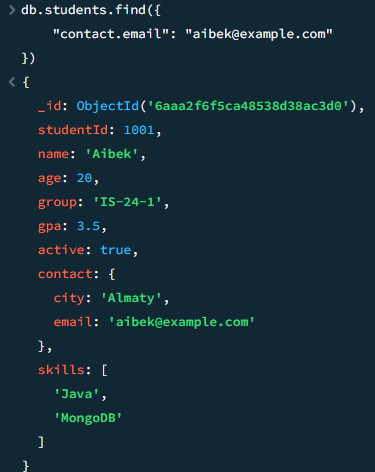 db.students.find({
"contact.email": "aibek@example.com"
})
{
_id: ObjectId('6aaa2f6f5ca48538d38ac3d0'),
studentId: 1001,
name: 'Aibek',
age: 20,
group: 'IS-24-1',
gpa: 3.5,
active: true,
contact: {
city: 'Almaty',
email: 'aibek@example.com'
},
skills: [
'Java',
'MongoDB'
]
}